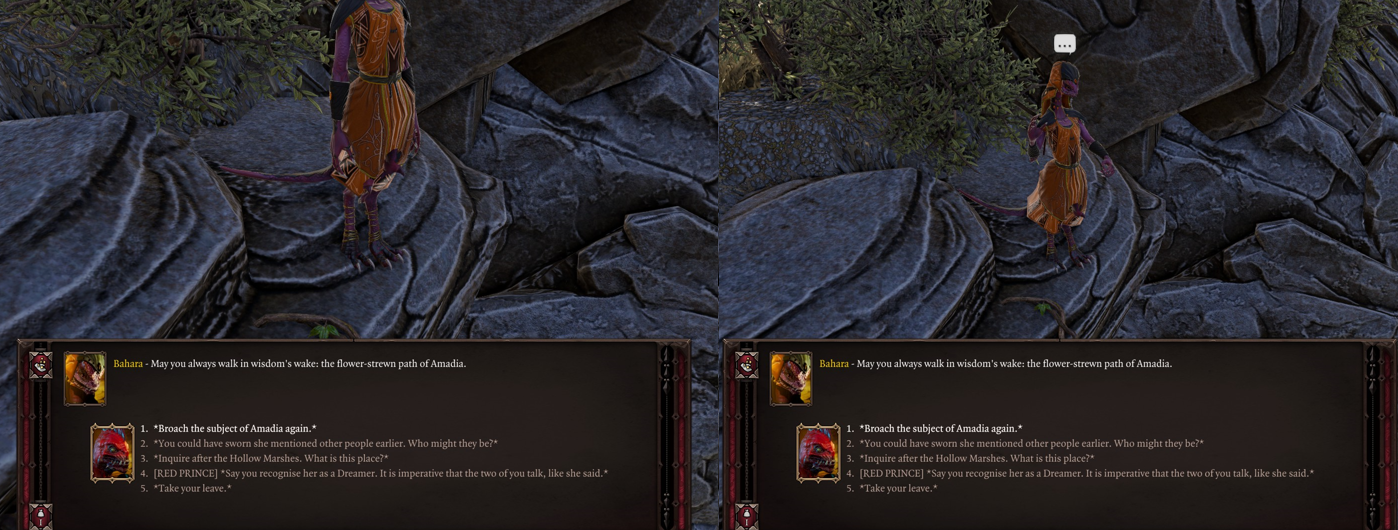 ...
Bahara - May you always walk in wisdom's wake: the flower-strewn path of Amadia.
1. *Broach the subject of Amadia again.*
2. *You could have sworn she mentioned other people earlier. Who might they be?*
3. *Inquire after the Hollow Marshes. What is this place?*
4. [RED PRINCE] *Say you recognise her as a Dreamer. It is imperative that the two of you talk, like she said.*
5. *Take your leave.*
Bahara - May you always walk in wisdom's wake: the flower-strewn path of Amadia.
1. *Broach the subject of Amadia again.*
2. *You could have sworn she mentioned other people earlier. Who might they be?*
3. *Inquire after the Hollow Marshes. What is this place?*
4. [RED PRINCE] *Say you recognise her as a Dreamer. It is imperative that the two of you talk, like she said.*
5. *Take your leave.*